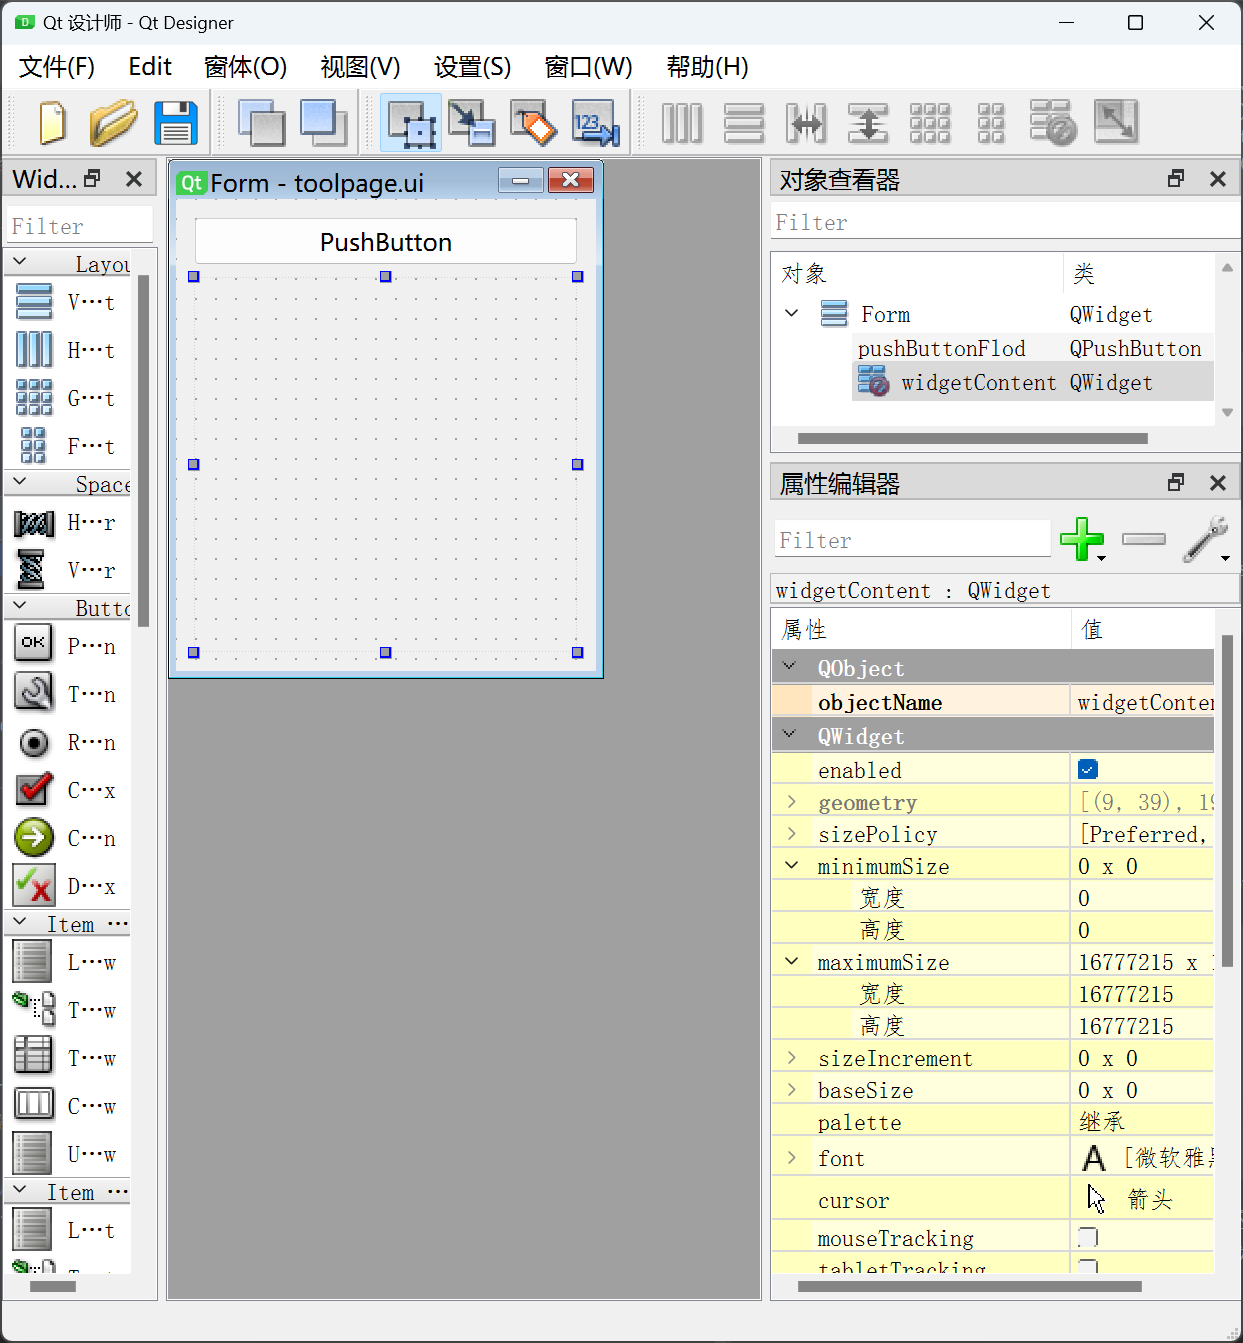 Qt 设计师 - Qt Designer
文件(F) Edit 窗体(O) 视图(V) 设置(S) 窗口(W) 帮助(H)
Wid...
Filter
Layou
V···t
H···t
G···t
F···t
Space
H···r
V···r
Butto
P···n
T···n
R···n
C···x
C···n
D···x
Item ···
L···w
T···w
T···w
C···w
U···w
Item ···
L···t
Qt Form - toolpage.ui
PushButton
对象查看器
Filter
对象 类
Form QWidget
pushButtonFlod QPushButton
widgetContent QWidget
属性编辑器
Filter
widgetContent : QWidget
属性 值
QObject
objectName widgetConten
QWidget
enabled
geometry [(9, 39), 19
sizePolicy [Preferred,
minimumSize 0 x 0
宽度 0
高度 0
maximumSize 16777215 x 1
宽度 16777215
高度 16777215
sizeIncrement 0 x 0
baseSize 0 x 0
palette 继承
font A [微软雅黑
cursor 箭头
mouseTracking
tabletTracking